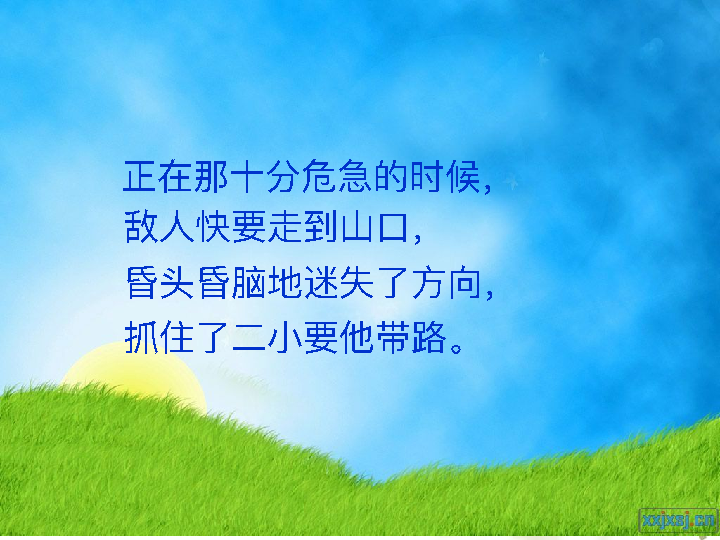 正在那十分危急的时候，
敌人快要走到山口，
昏头昏脑地迷失了方向，
抓住了二小要他带路。
xxjxsj.cn